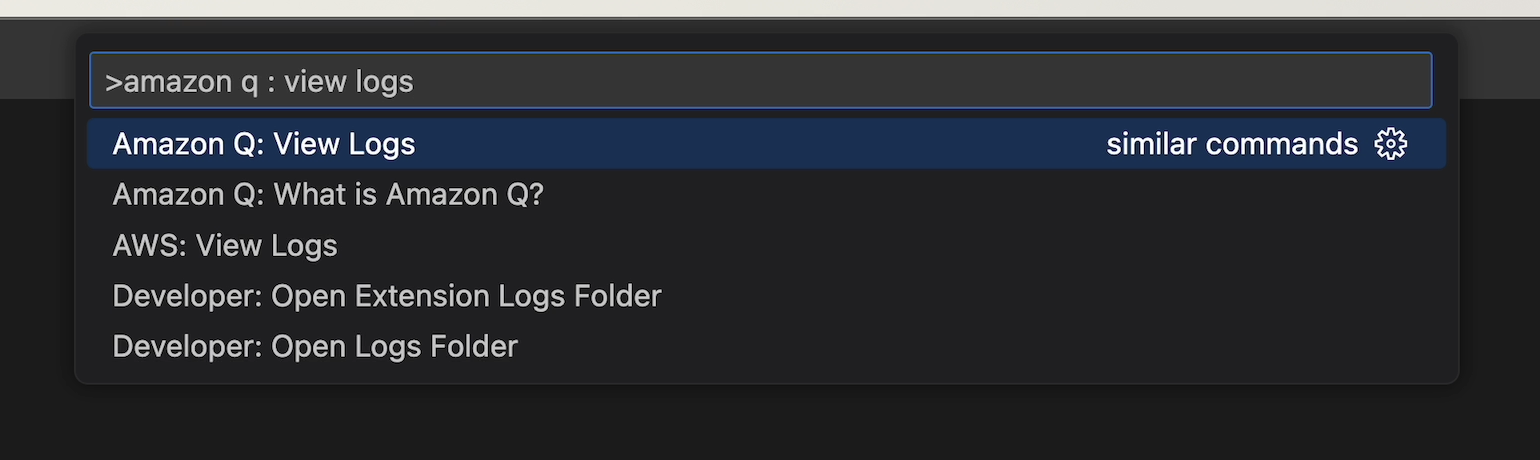 >amazon q : view logs
Amazon Q: View Logs similar commands
Amazon Q: What is Amazon Q?
AWS: View Logs
Developer: Open Extension Logs Folder
Developer: Open Logs Folder